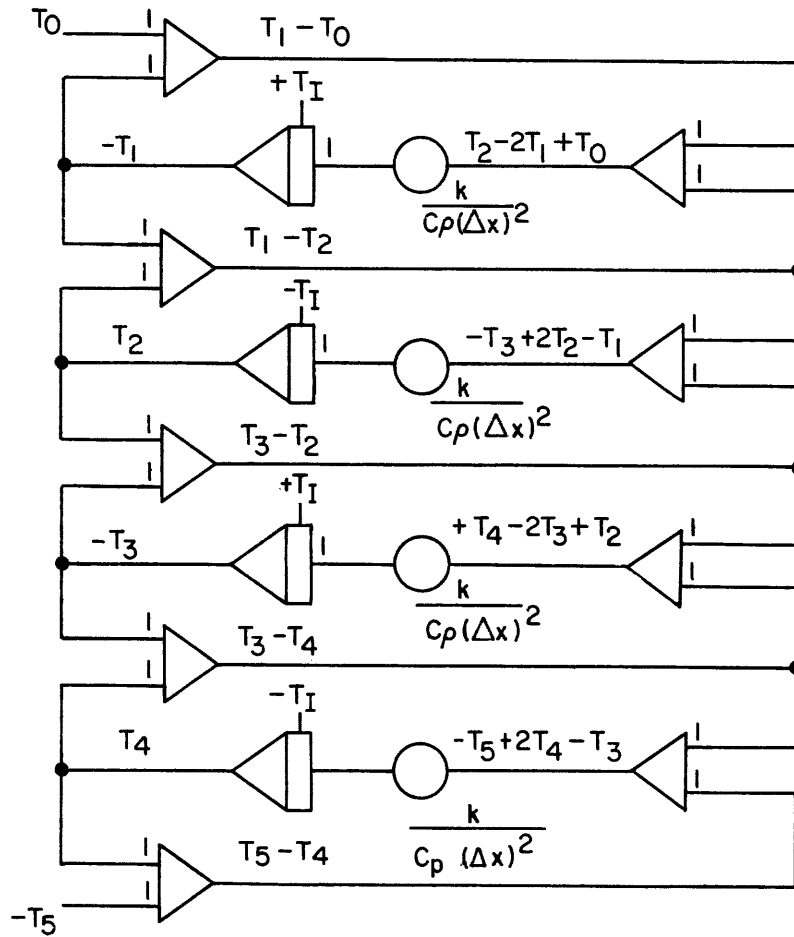 T0 1 T1 – T0
1
+TI
–T1 1 T2–2T1+T0 1
1
k
Cρ(Δx)2
1 T1 –T2
1
–TI
T2 1 –T3+2T2–T1 1
1
k
Cρ(Δx)2
1 T3–T2
1
+TI
–T3 1 + T4–2T3+T2 1
1
k
Cρ(Δx)2
1 T3–T4
1
–TI
T4 –T5+2T4–T3 1
1
k
Cp (Δx)2
1 T5–T4
1
–T5